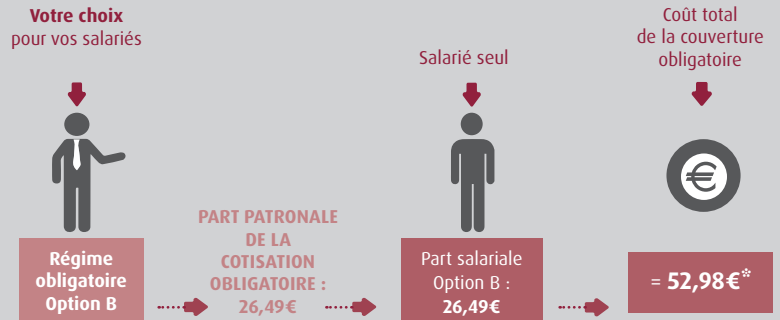 Votre choix
pour vos salariés
Salarié seul
Coût total
de la couverture
obligatoire
€
Régime
obligatoire
Option B
PART PATRONALE
DE LA
COTISATION
OBLIGATOIRE :
26,49€
Part salariale
Option B :
26,49€
= 52,98€*